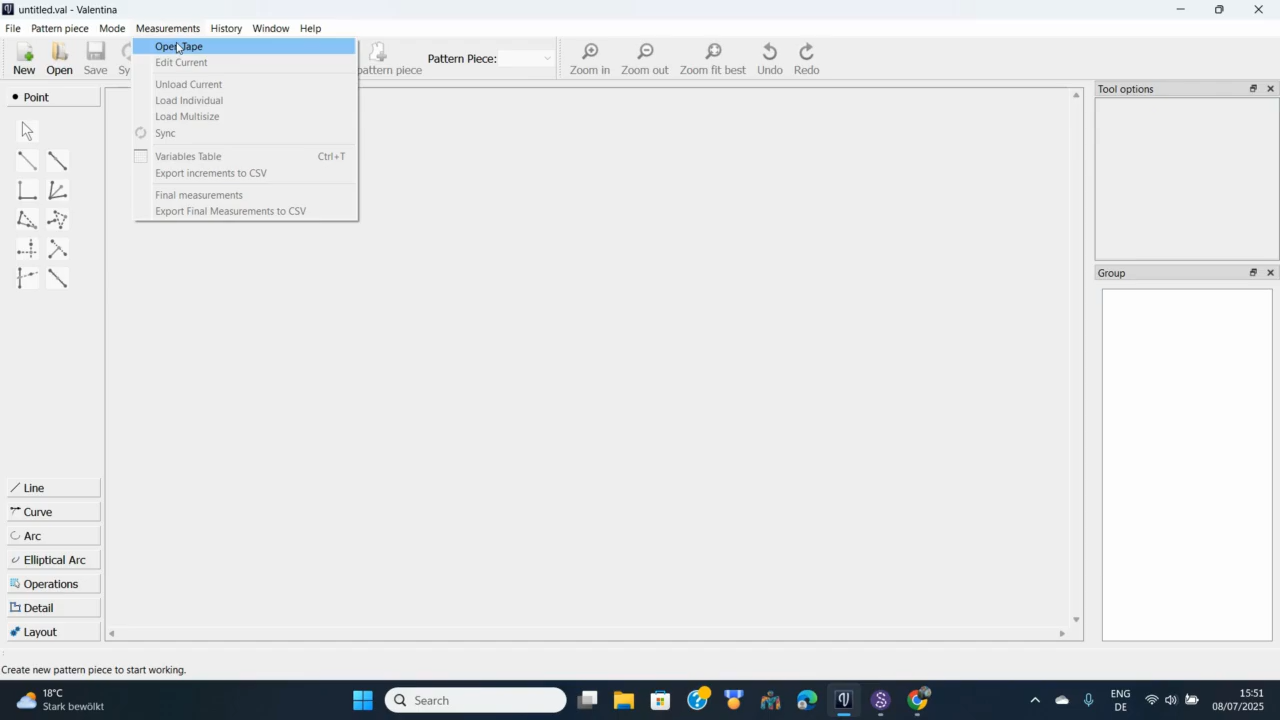 untitled.val - Valentina
File Pattern piece Mode Measurements History Window Help
New Open Save Sy pattern piece Pattern Piece: Zoom in Zoom out Zoom fit best Undo Redo
Open Tape
Edit Current
Unload Current
Load Individual
Load Multisize
Sync
Variables Table Ctrl+T
Export increments to CSV
Final measurements
Export Final Measurements to CSV
Point
Line
Curve
Arc
Elliptical Arc
Operations
Detail
Layout
Tool options
Group
Create new pattern piece to start working.
18°C
Stark bewölkt
Search
ENG
DE
15:51
08/07/2025